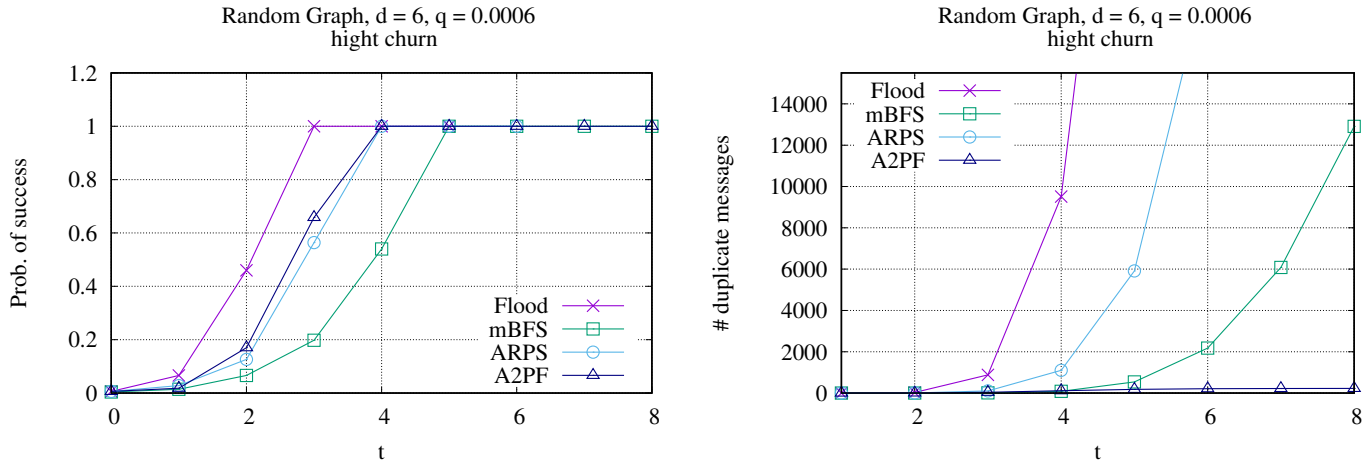 Random Graph, d = 6, q = 0.0006
hight churn
Prob. of success
1.2
1
0.8
0.6
0.4
0.2
0
0 2 4 6 8
t
Flood
mBFS
ARPS
A2PF
Random Graph, d = 6, q = 0.0006
hight churn
# duplicate messages
14000
12000
10000
8000
6000
4000
2000
0
2 4 6 8
t
Flood
mBFS
ARPS
A2PF